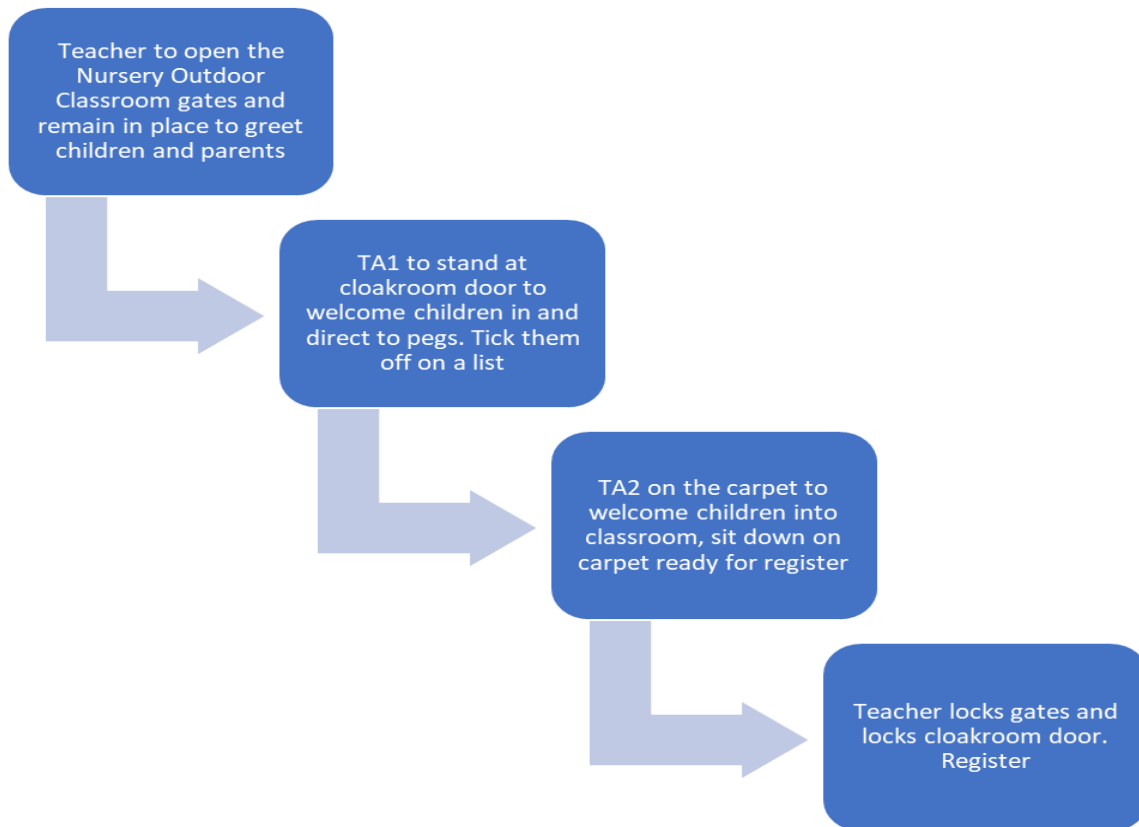 Teacher to open the
Nursery Outdoor
Classroom gates and
remain in place to greet
children and parents
TA1 to stand at
cloakroom door to
welcome children in and
direct to pegs. Tick them
off on a list
TA2 on the carpet to
welcome children into
classroom, sit down on
carpet ready for register
Teacher locks gates and
locks cloakroom door.
Register